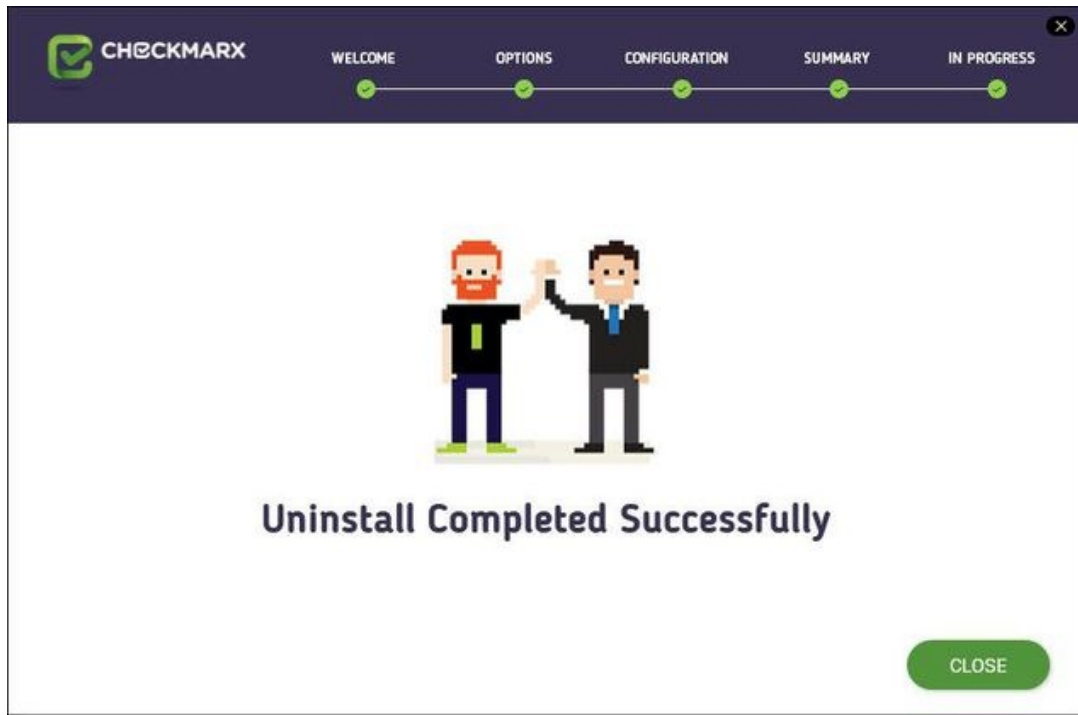 CHECKMARX
WELCOME
OPTIONS
CONFIGURATION
SUMMARY
IN PROGRESS
Uninstall Completed Successfully
CLOSE